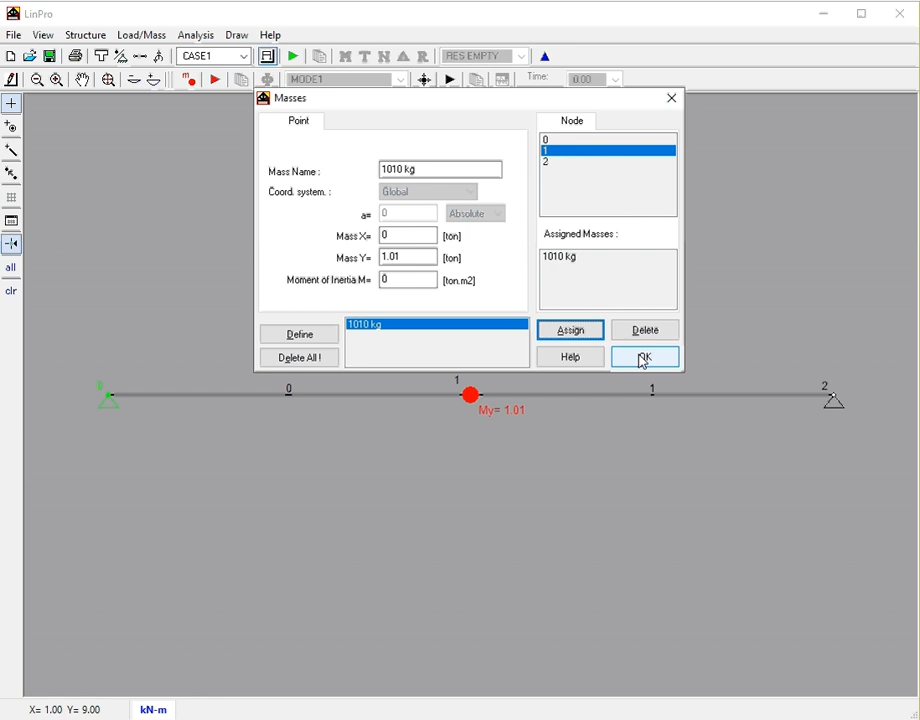 LinPro
File View Structure Load/Mass Analysis Draw Help
CASE1 M T N A R RES EMPTY
m MODE1 Time: 0.00
Masses
Point
Node
Mass Name : 1010 kg
Coord. system. : Global
a= 0 Absolute
Mass X= 0 [ton]
Mass Y= 1.01 [ton]
Moment of Inertia M= 0 [ton.m2]
0
1
2
Assigned Masses :
1010 kg
Define
Delete All !
1010 kg
Assign
Delete
Help
OK
all
clr
0
0
1
1
2
My= 1.01
X= 1.00 Y= 9.00 kN-m